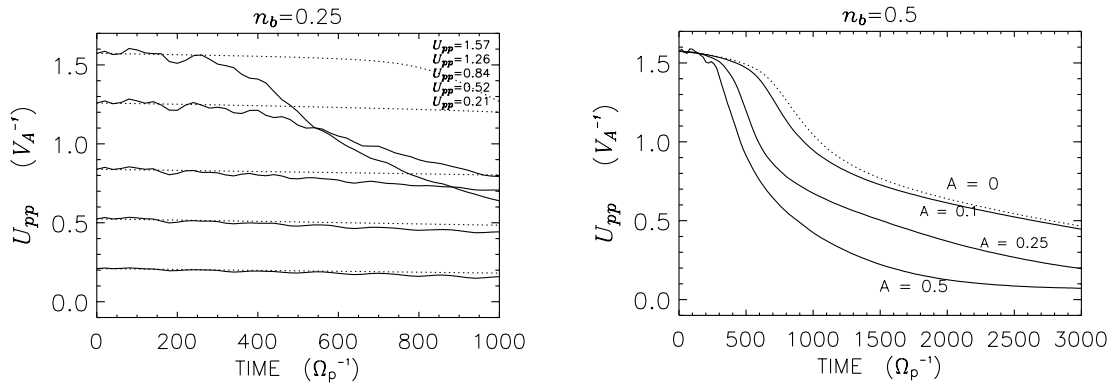 n_b=0.25
U_pp=1.57
U_pp=1.26
U_pp=0.84
U_pp=0.52
U_pp=0.21
1.5
1.0
0.5
0.0
U_pp (V_A^-1)
0 200 400 600 800 1000
TIME (Ω_p^-1)
n_b=0.5
A = 0
A = 0.1
A = 0.25
A = 0.5
1.5
1.0
0.5
0.0
U_pp (V_A^-1)
0 500 1000 1500 2000 2500 3000
TIME (Ω_p^-1)